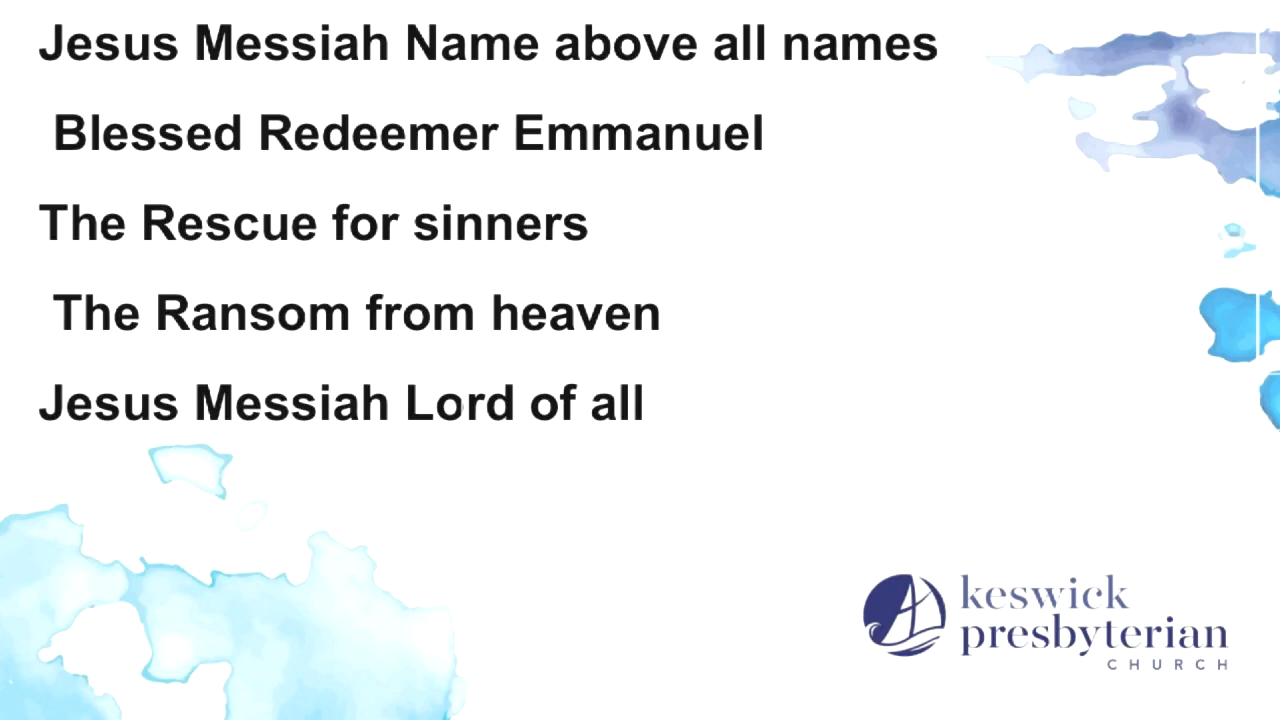 Jesus Messiah Name above all names
Blessed Redeemer Emmanuel
The Rescue for sinners
The Ransom from heaven
Jesus Messiah Lord of all
keswick
presbyterian
CHURCH